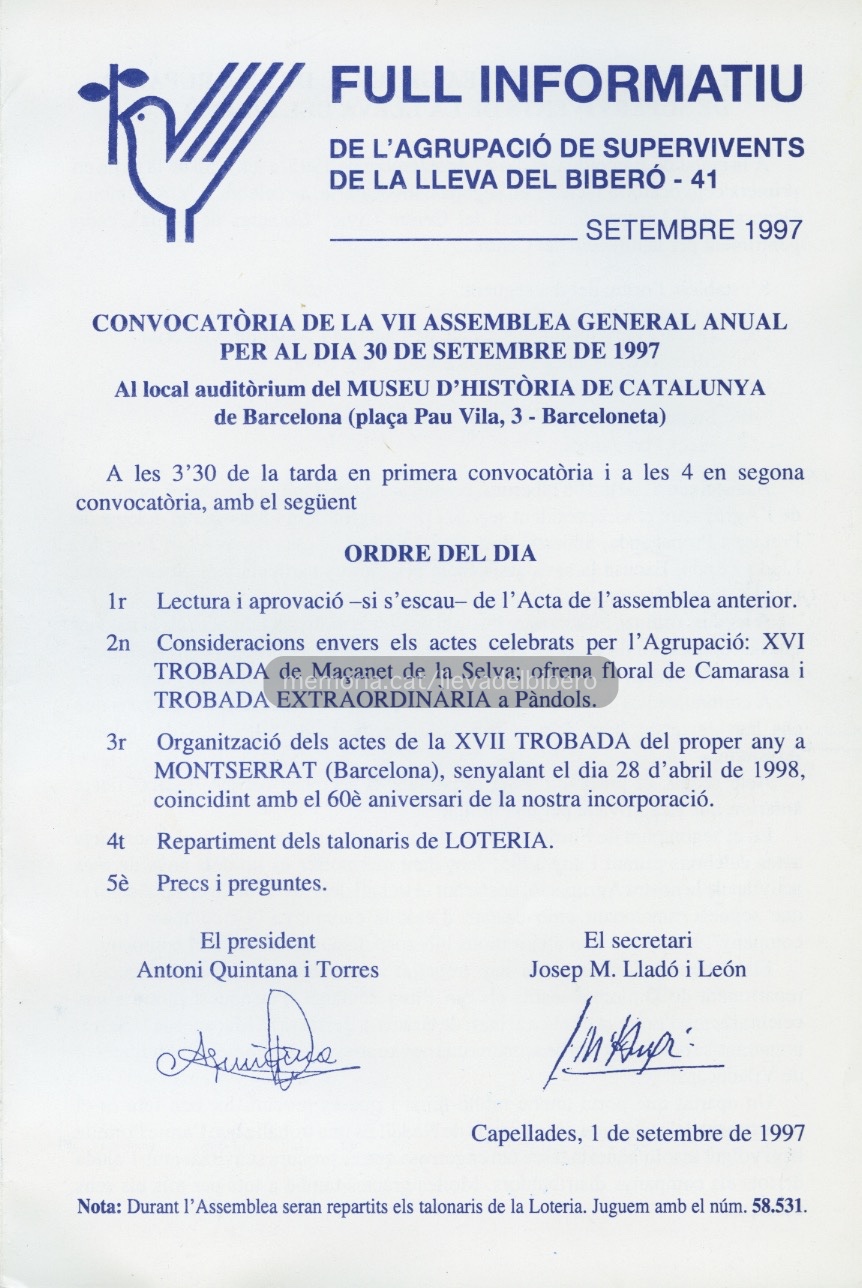 FULL INFORMATIU
DE L'AGRUPACIÓ DE SUPERVIVENTS
DE LA LLEVA DEL BIBERÓ - 41
SETEMBRE 1997
CONVOCATÒRIA DE LA VII ASSEMBLEA GENERAL ANUAL
PER AL DIA 30 DE SETEMBRE DE 1997
Al local auditòrium del MUSEU D'HISTÒRIA DE CATALUNYA
de Barcelona (plaça Pau Vila, 3 - Barceloneta)
A les 3'30 de la tarda en primera convocatòria i a les 4 en segona
convocatòria, amb el següent
ORDRE DEL DIA
1r Lectura i aprovació –si s'escau– de l'Acta de l'assemblea anterior.
2n Consideracions envers els actes celebrats per l'Agrupació: XVI
TROBADA de Maçanet de la Selva; ofrena floral de Camarasa i
memoria.cat/llevadelbibero
TROBADA EXTRAORDINÀRIA a Pàndols.
3r Organització dels actes de la XVII TROBADA del proper any a
MONTSERRAT (Barcelona), senyalant el dia 28 d'abril de 1998,
coincidint amb el 60è aniversari de la nostra incorporació.
4t Repartiment dels talonaris de LOTERIA.
5è Precs i preguntes.
El president
Antoni Quintana i Torres
El secretari
Josep M. Lladó i León
Capellades, 1 de setembre de 1997
Nota: Durant l'Assemblea seran repartits els talonaris de la Loteria. Juguem amb el núm. 58.531.